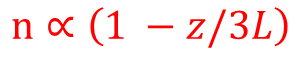 n ∝ (1 − z/3L)